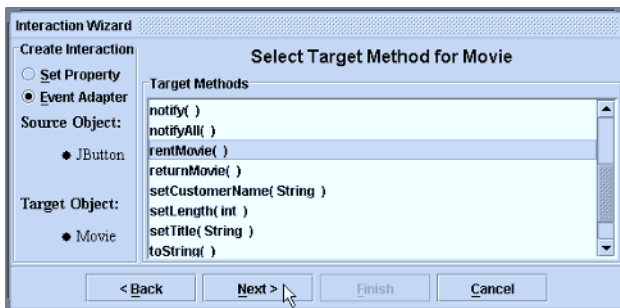 Interaction Wizard
Create Interaction
Set Property
Event Adapter
Source Object:
JButton
Target Object:
Movie
Select Target Method for Movie
Target Methods
notify( )
notifyAll( )
rentMovie( )
returnMovie( )
setCustomerName( String )
setLength( int )
setTitle( String )
toString( )
< Back
Next >
Finish
Cancel